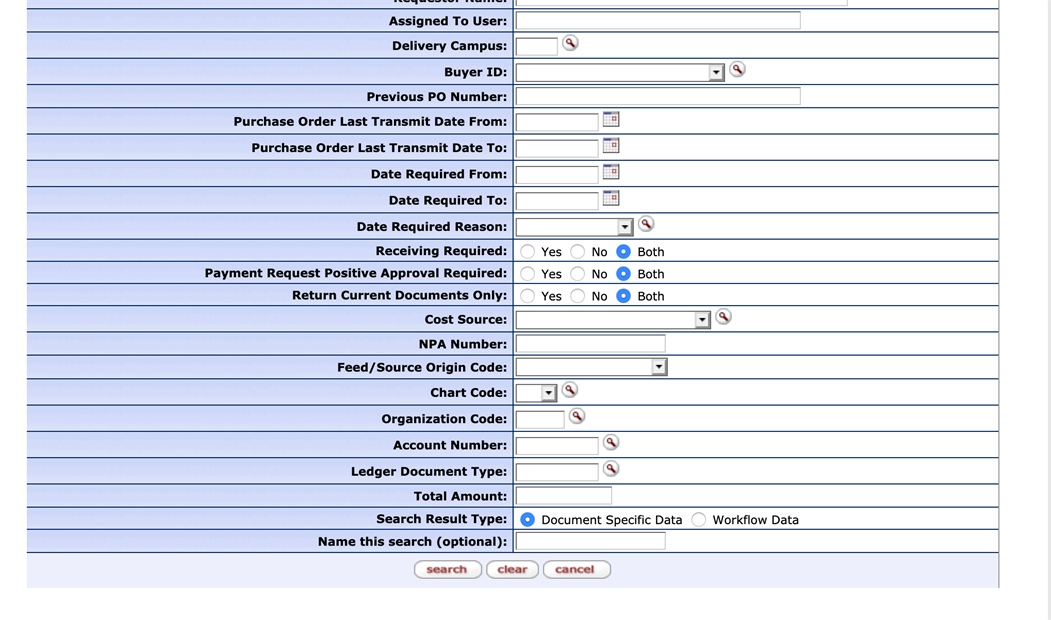 Requestor Name:
Assigned To User:
Delivery Campus:
Buyer ID:
Previous PO Number:
Purchase Order Last Transmit Date From:
Purchase Order Last Transmit Date To:
Date Required From:
Date Required To:
Date Required Reason:
Receiving Required: Yes No Both
Payment Request Positive Approval Required: Yes No Both
Return Current Documents Only: Yes No Both
Cost Source:
NPA Number:
Feed/Source Origin Code:
Chart Code:
Organization Code:
Account Number:
Ledger Document Type:
Total Amount:
Search Result Type: Document Specific Data Workflow Data
Name this search (optional):
search clear cancel